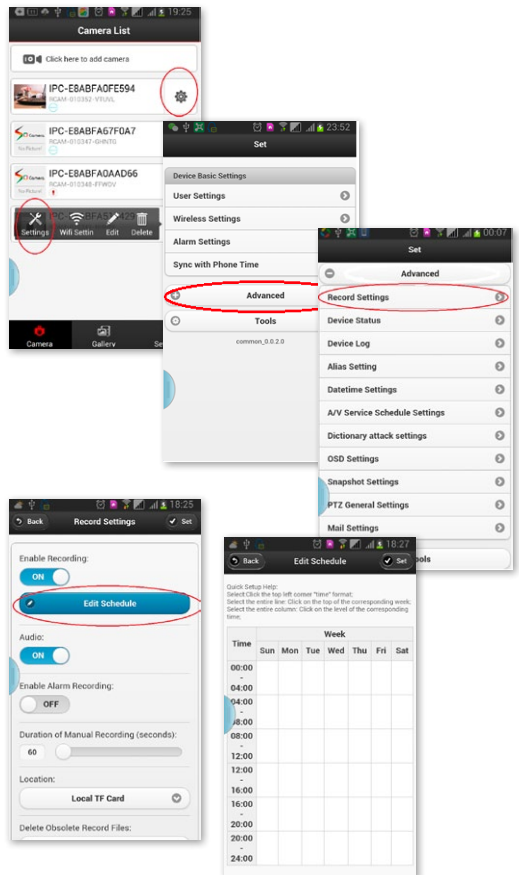 19:25
Camera List
Click here to add camera
IPC-E8ABFA0FE594
IPC-E8ABFA67F0A7
RCAM-010347-GHNTG
No Picture!
IPC-E8ABFA0AAD66
RCAM-010348-FFWGV
No Picture!
Settings Wifi Settin Edit Delete
Camera Gallery Se
23:52
Set
Device Basic Settings
User Settings
Wireless Settings
Alarm Settings
Sync with Phone Time
Advanced
Tools
common_0.0.2.0
00:07
Set
Advanced
Record Settings
Device Status
Device Log
Alias Setting
Datetime Settings
A/V Service Schedule Settings
Dictionary attack settings
OSD Settings
Snapshot Settings
PTZ General Settings
Mail Settings
ools
18:25
Back Record Settings Set
Enable Recording:
ON
Edit Schedule
Audio:
ON
Enable Alarm Recording:
OFF
Duration of Manual Recording (seconds):
60
Location:
Local TF Card
Delete Obsolete Record Files:
18:27
Back Edit Schedule Set
Quick Setup Help:
Select Click the top left corner "time" format;
Select the entire line: Click on the top of the corresponding week;
Select the entire column: Click on the level of the corresponding
time;
Week
Time Sun Mon Tue Wed Thu Fri Sat
00:00
-
04:00
04:00
-
08:00
08:00
-
12:00
12:00
-
16:00
16:00
-
20:00
20:00
-
24:00